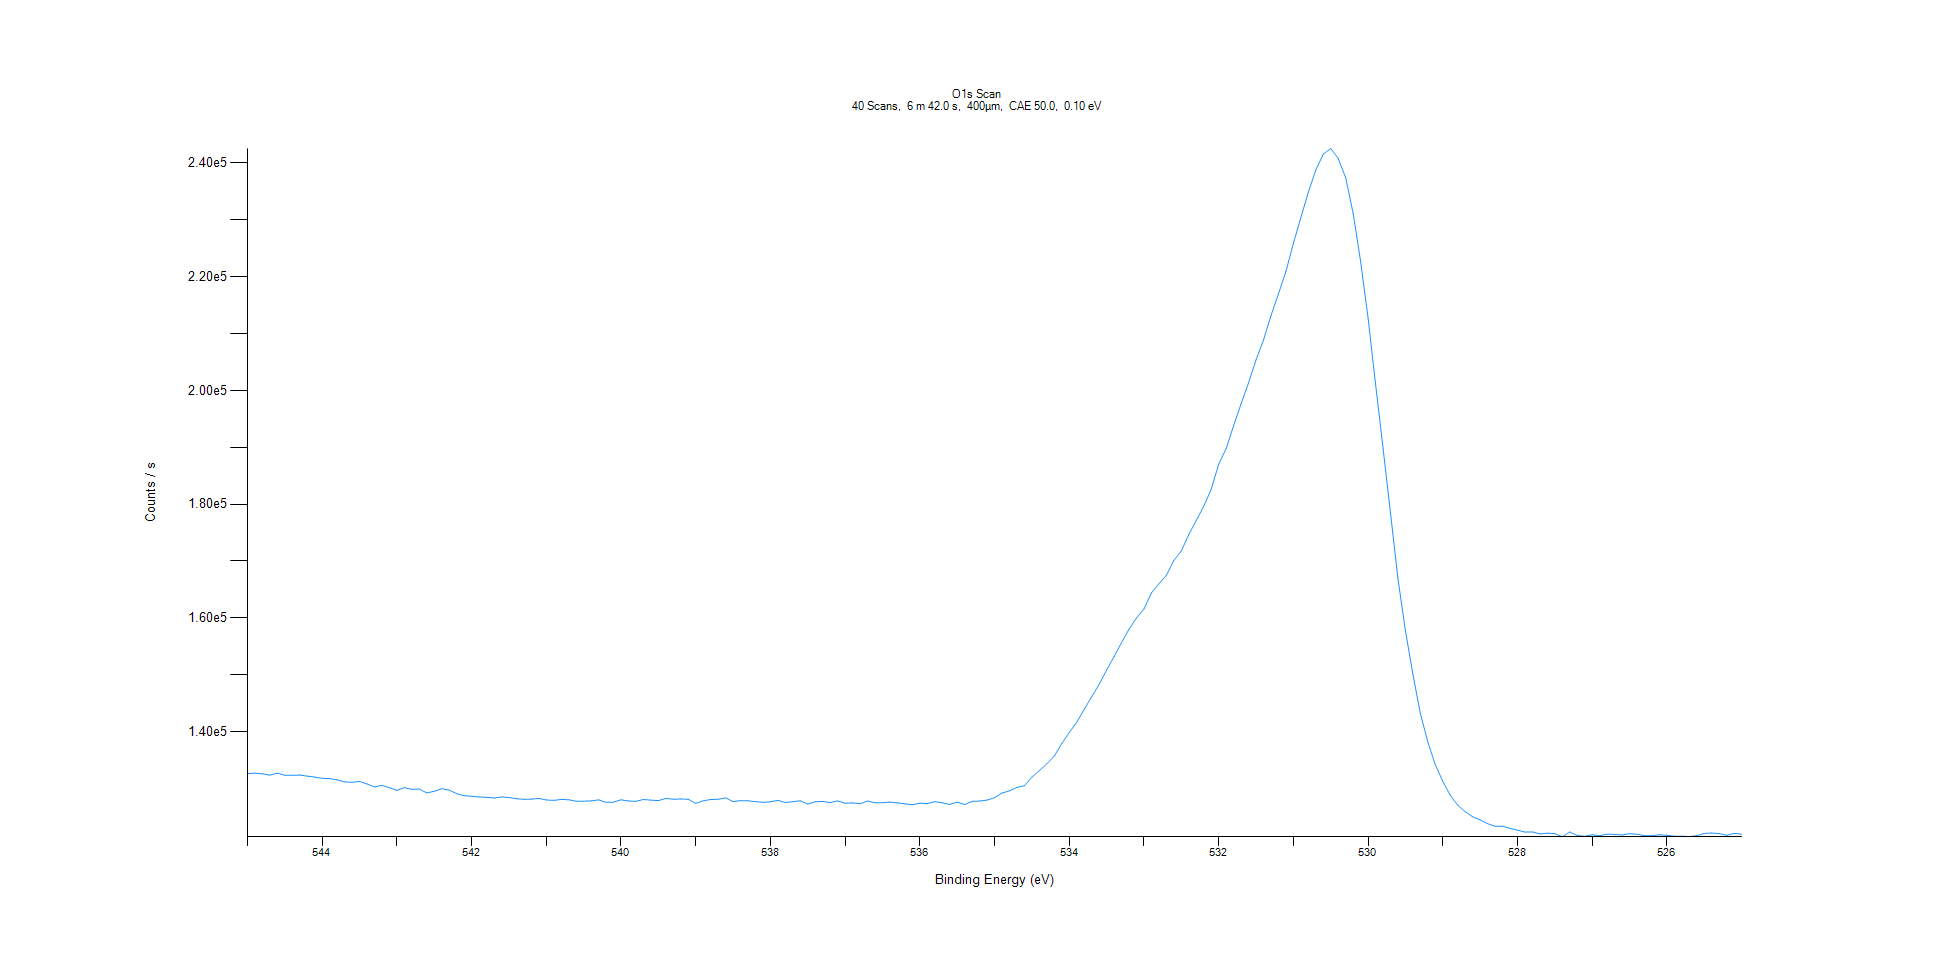 O1s Scan
40 Scans, 6 m 42.0 s, 400µm, CAE 50.0, 0.10 eV
2.40e5
2.20e5
2.00e5
1.80e5
1.60e5
1.40e5
Counts / s
544 542 540 538 536 534 532 530 528 526
Binding Energy (eV)